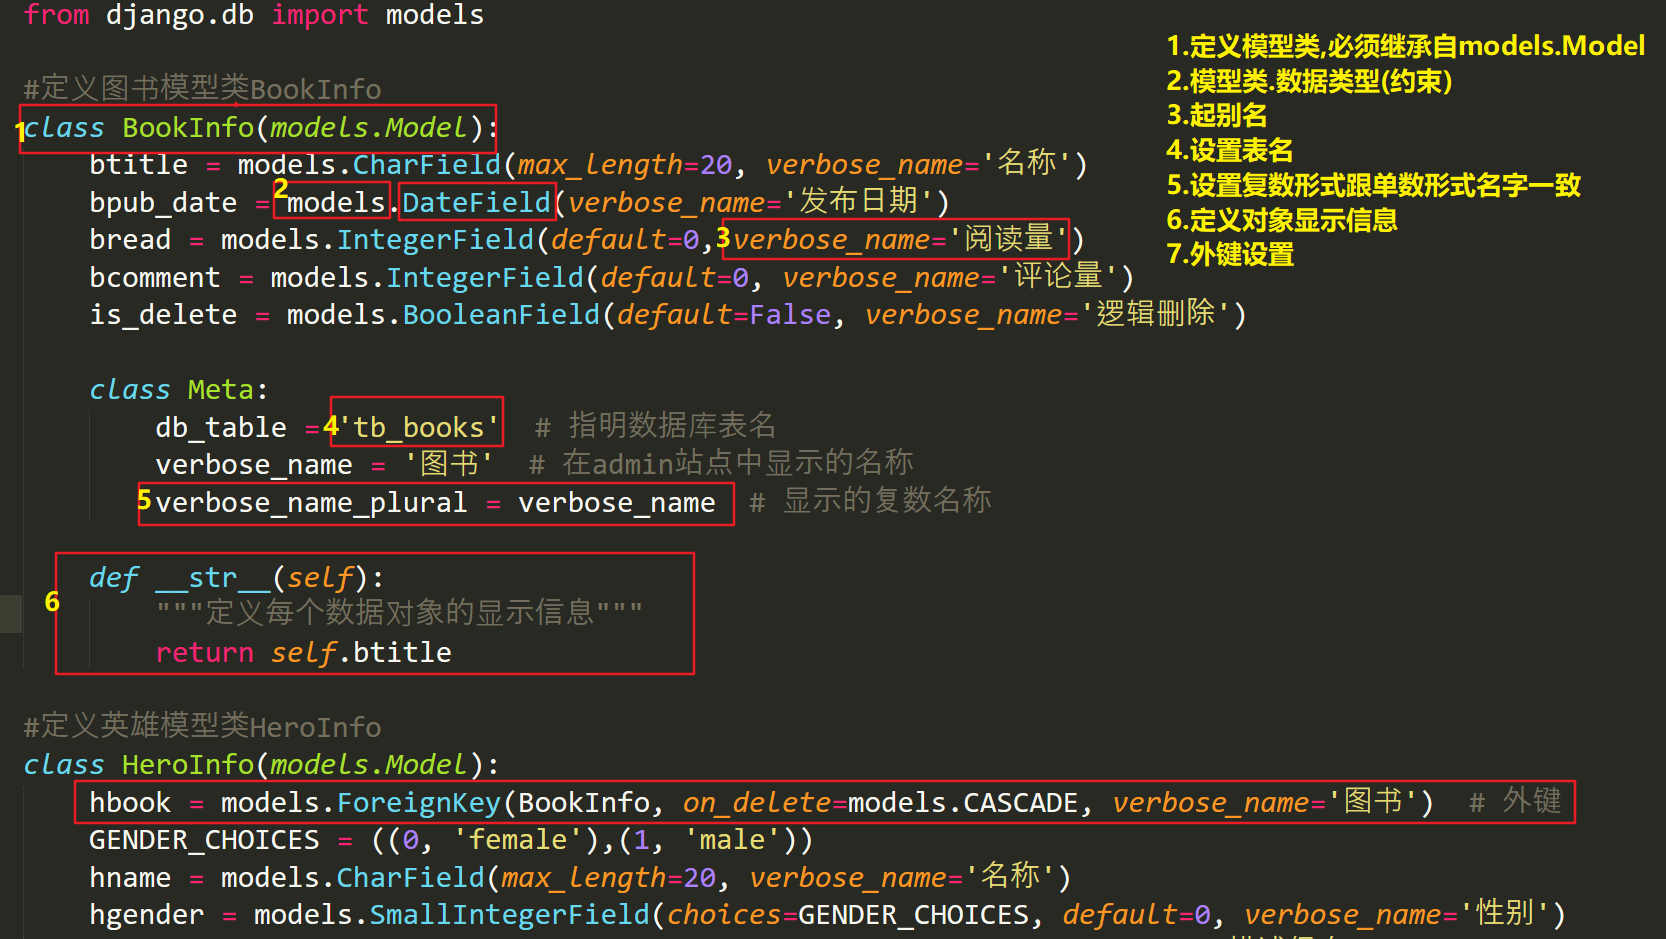 from django.db import models
1.定义模型类,必须继承自models.Model
2.模型类.数据类型(约束)
3.起别名
4.设置表名
5.设置复数形式跟单数形式名字一致
6.定义对象显示信息
7.外键设置
#定义图书模型类BookInfo
1class BookInfo(models.Model):
btitle = models.CharField(max_length=20, verbose_name='名称')
bpub_date = 2models.DateField(verbose_name='发布日期')
bread = models.IntegerField(default=0,3verbose_name='阅读量')
bcomment = models.IntegerField(default=0, verbose_name='评论量')
is_delete = models.BooleanField(default=False, verbose_name='逻辑删除')
class Meta:
db_table =4'tb_books' # 指明数据库表名
verbose_name = '图书' # 在admin站点中显示的名称
5verbose_name_plural = verbose_name # 显示的复数名称
def __str__(self):
6 """定义每个数据对象的显示信息"""
return self.btitle
#定义英雄模型类HeroInfo
class HeroInfo(models.Model):
hbook = models.ForeignKey(BookInfo, on_delete=models.CASCADE, verbose_name='图书') # 外键
GENDER_CHOICES = ((0, 'female'),(1, 'male'))
hname = models.CharField(max_length=20, verbose_name='名称')
hgender = models.SmallIntegerField(choices=GENDER_CHOICES, default=0, verbose_name='性别')